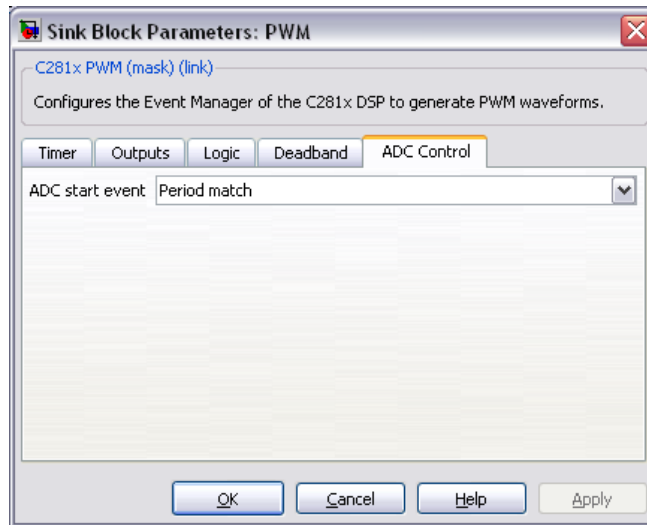 Sink Block Parameters: PWM
C281x PWM (mask) (link)
Configures the Event Manager of the C281x DSP to generate PWM waveforms.
Timer Outputs Logic Deadband ADC Control
ADC start event Period match
OK Cancel Help Apply